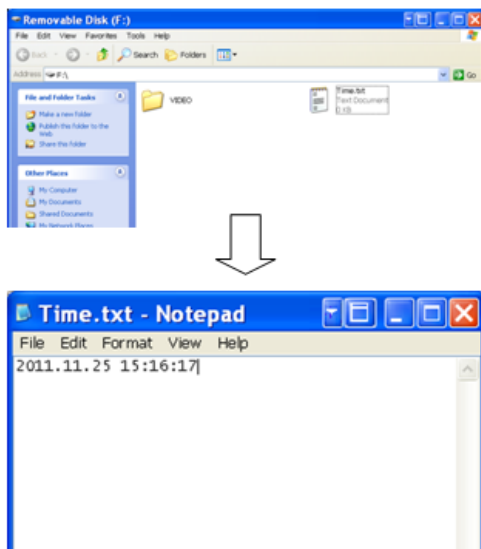 Removable Disk (F:)
File Edit View Favorites Tools Help
Back Search Folders
Address F:\ Go
File and Folder Tasks
Make a new folder
Publish this folder to the
Web
Share this folder
Other Places
My Computer
My Documents
Shared Documents
My Network Places
VIDEO
Time.txt
Text Document
0 KB
Time.txt - Notepad
File Edit Format View Help
2011.11.25 15:16:17